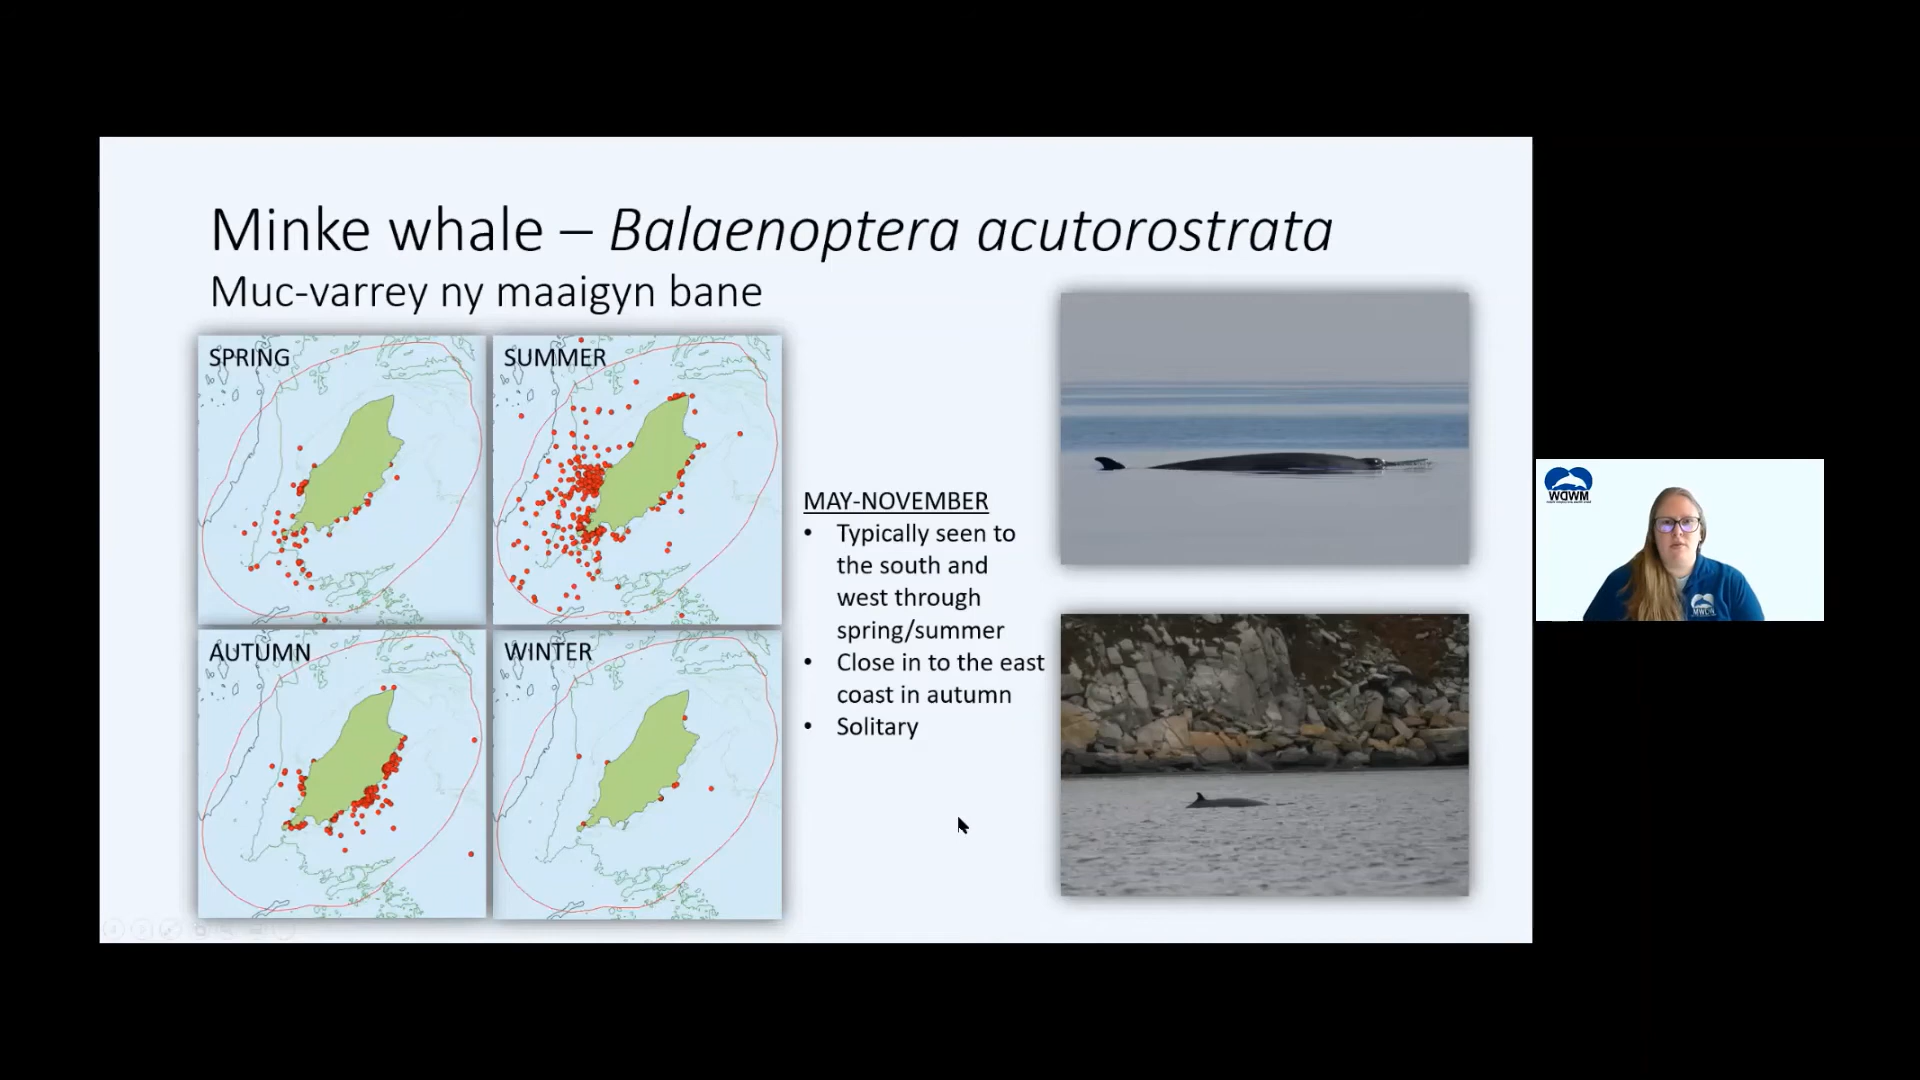 Minke whale – Balaenoptera acutorostrata
Muc-varrey ny maaigyn bane
SPRING
SUMMER
AUTUMN
WINTER
MAY-NOVEMBER
• Typically seen to
the south and
west through
spring/summer
• Close in to the east
coast in autumn
• Solitary